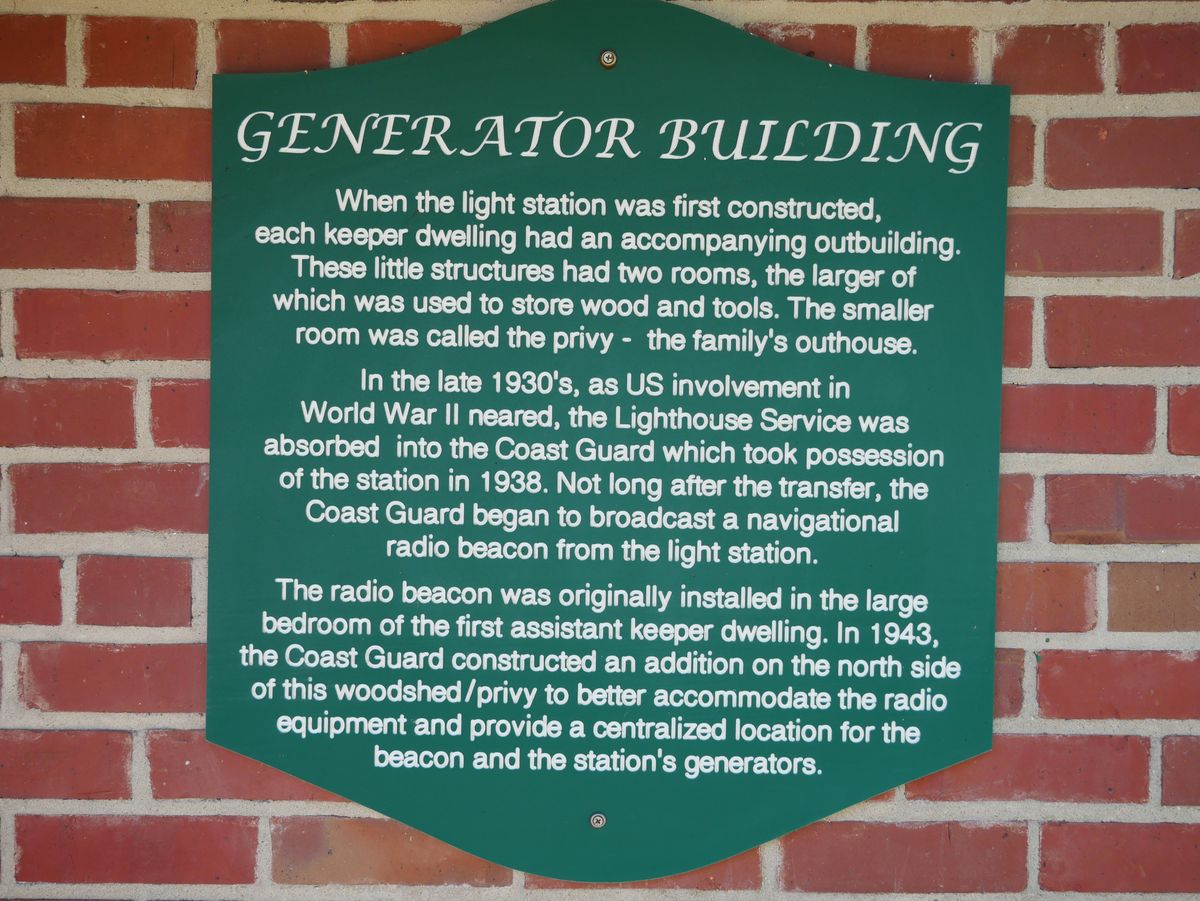 GENERATOR BUILDING
When the light station was first constructed,
each keeper dwelling had an accompanying outbuilding.
These little structures had two rooms, the larger of
which was used to store wood and tools. The smaller
room was called the privy - the family's outhouse.
In the late 1930's, as US involvement in
World War II neared, the Lighthouse Service was
absorbed into the Coast Guard which took possession
of the station in 1938. Not long after the transfer, the
Coast Guard began to broadcast a navigational
radio beacon from the light station.
The radio beacon was originally installed in the large
bedroom of the first assistant keeper dwelling. In 1943,
the Coast Guard constructed an addition on the north side
of this woodshed/privy to better accommodate the radio
equipment and provide a centralized location for the
beacon and the station's generators.